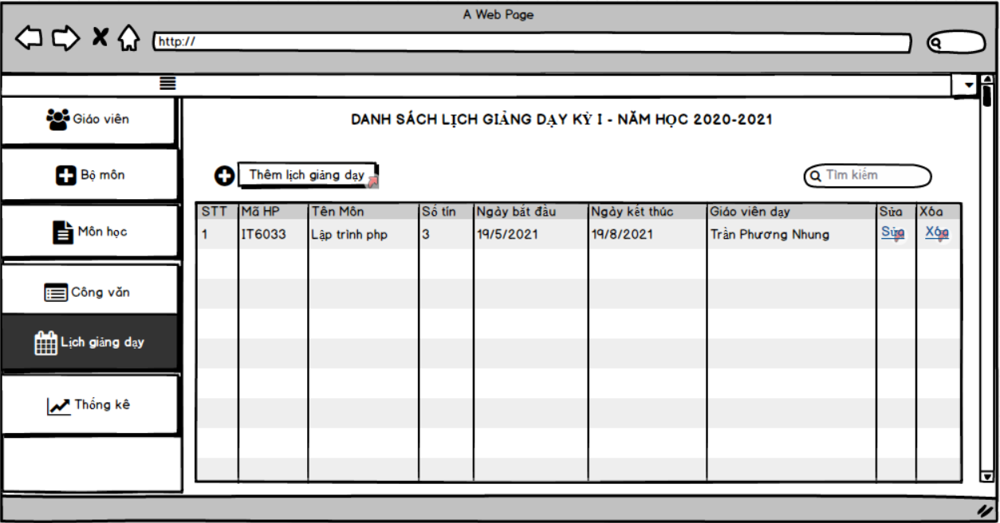 A Web Page
http://
Giáo viên
Bộ môn
Môn học
Công văn
Lịch giảng dạy
Thống kê
DANH SÁCH LỊCH GIẢNG DẠY KỲ I - NĂM HỌC 2020-2021
Thêm lịch giảng dạy
Tìm kiếm
STT Mã HP Tên Môn Số tín Ngày bắt đầu Ngày kết thúc Giáo viên dạy Sửa Xóa
1 IT6033 Lập trình php 3 19/5/2021 19/8/2021 Trần Phương Nhung Sửa Xóa